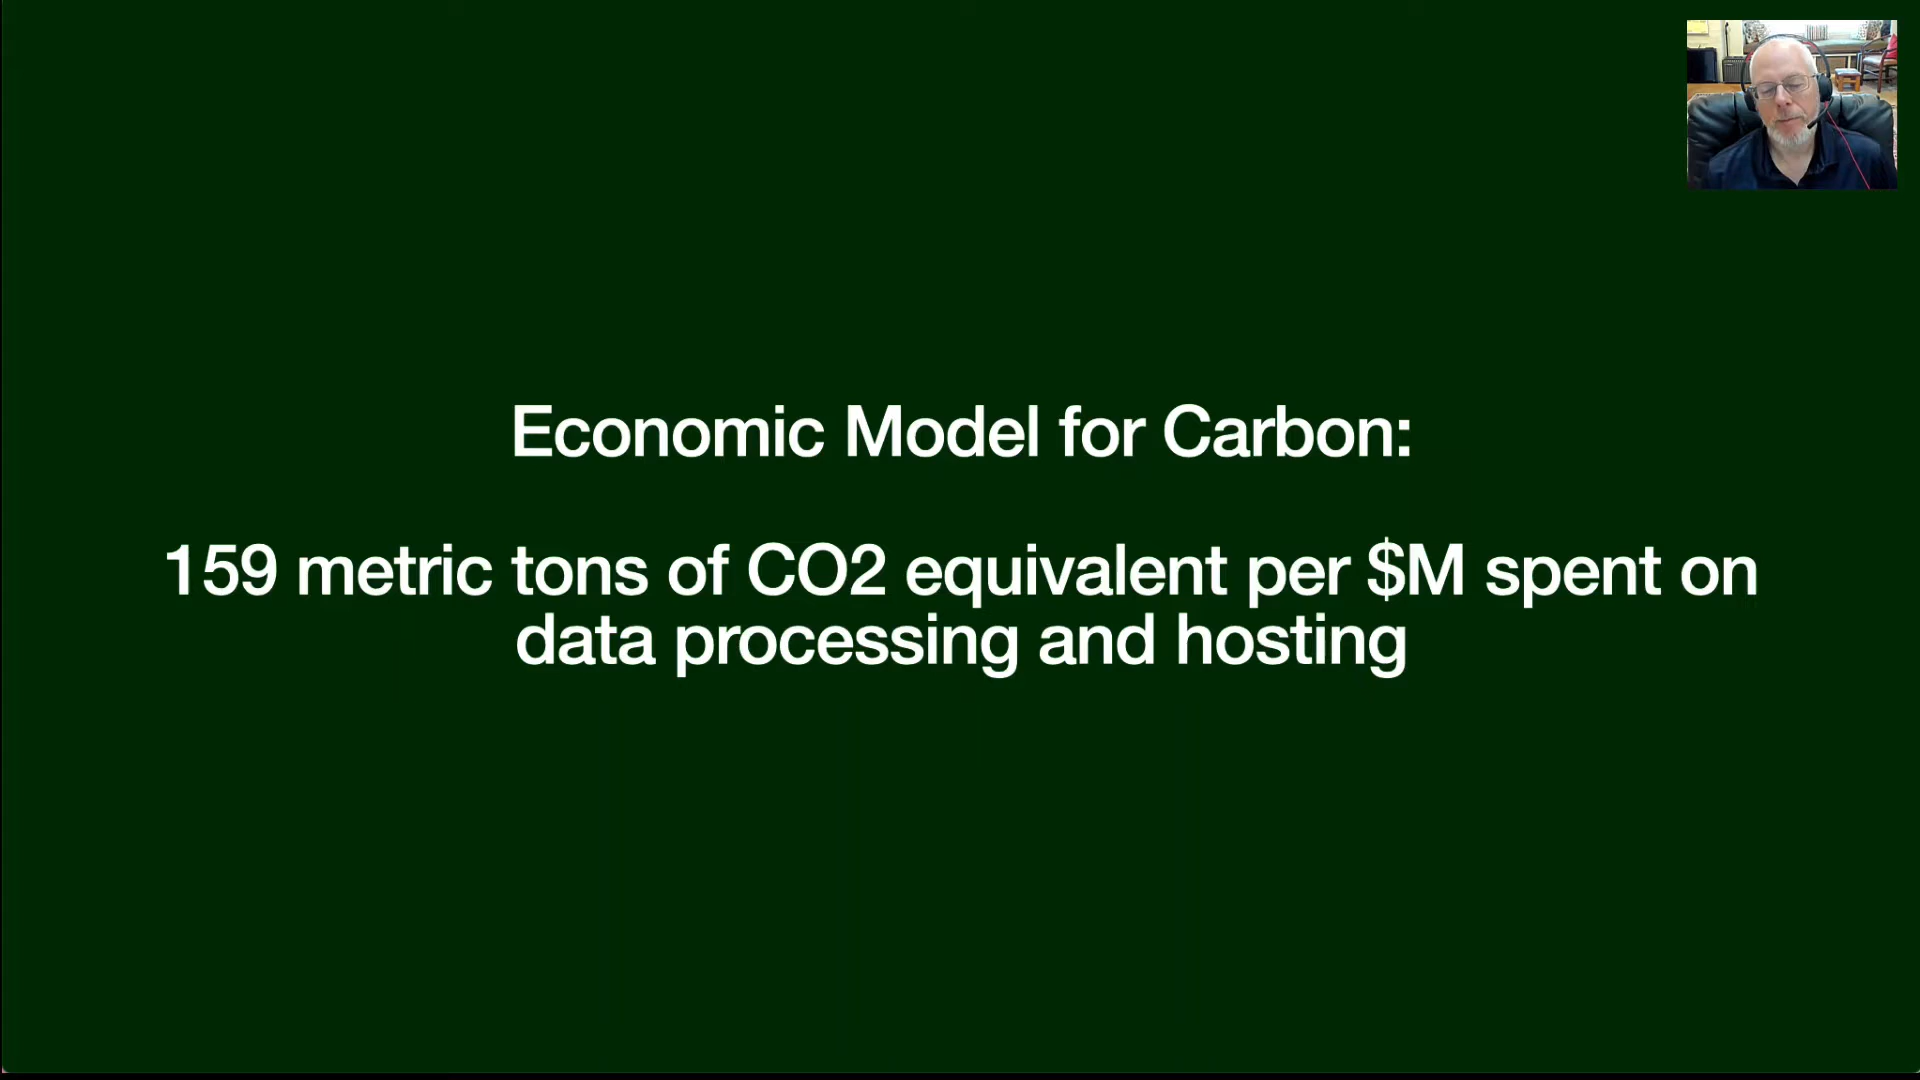 Economic Model for Carbon:
159 metric tons of CO2 equivalent per $M spent on
data processing and hosting